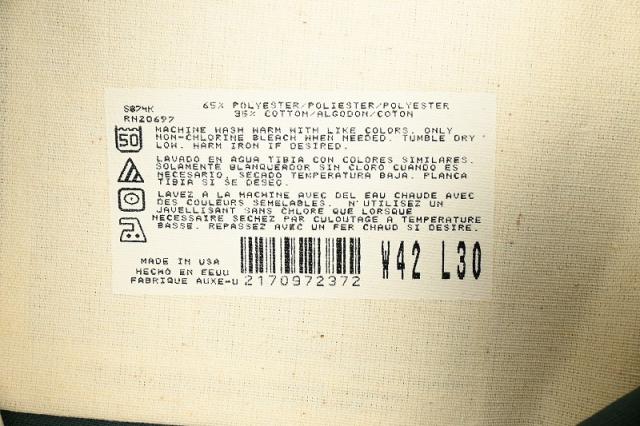 S874K
RN20697
65% POLYESTER/POLIESTER/POLYESTER
35% COTTOM/ALGODON/COTON
50
MACHINE WASH WARM WITH LIKE COLORS. ONLY
NON-CHLORINE BLEACH WHEN NEEDED. TUMBLE DRY
LOW. WARM IRON IF DESIRED.
LAVADO EN AGUA TIBIA CON COLORES SIMILARES.
SOLAMENTE BLANQUEADOR SIN CLORO CUANDO ES
NECESARIO, SECADO TEMPERATURA BAJA. PLANCA
TIBIA SI SE DESEO.
LAVEZ A LA MACHINE AVEC DEL EAU CHAUDE AVEC
DES COULEURS SEMBLABLES. N'UTILISEZ UN
JAVELLISANT SANS CHLORE QUE LORSQUE
NECESSAIRE SECHEZ PAR CULOUTAGE A TEMPERATURE
BASSE. REPASSEZ AVEC UN FER CHAUD SI DESIRE.
MADE IN USA
HECHO EN EEUU
FABRIQUE AUXE-U
2170972372
W42 L30